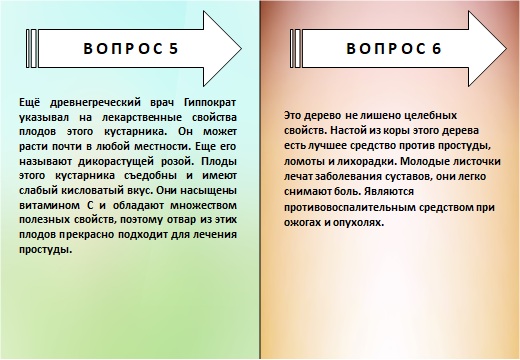 ВОПРОС 5
Ещё древнегреческий врач Гиппократ
указывал на лекарственные свойства
плодов этого кустарника. Он может
расти почти в любой местности. Еще его
называют дикорастущей розой. Плоды
этого кустарника съедобны и имеют
слабый кисловатый вкус. Они насыщены
витамином С и обладают множеством
полезных свойств, поэтому отвар из этих
плодов прекрасно подходит для лечения
простуды.
ВОПРОС 6
Это дерево не лишено целебных
свойств. Настой из коры этого дерева
есть лучшее средство против простуды,
ломоты и лихорадки. Молодые листочки
лечат заболевания суставов, они легко
снимают боль. Являются
противовоспалительным средством при
ожогах и опухолях.